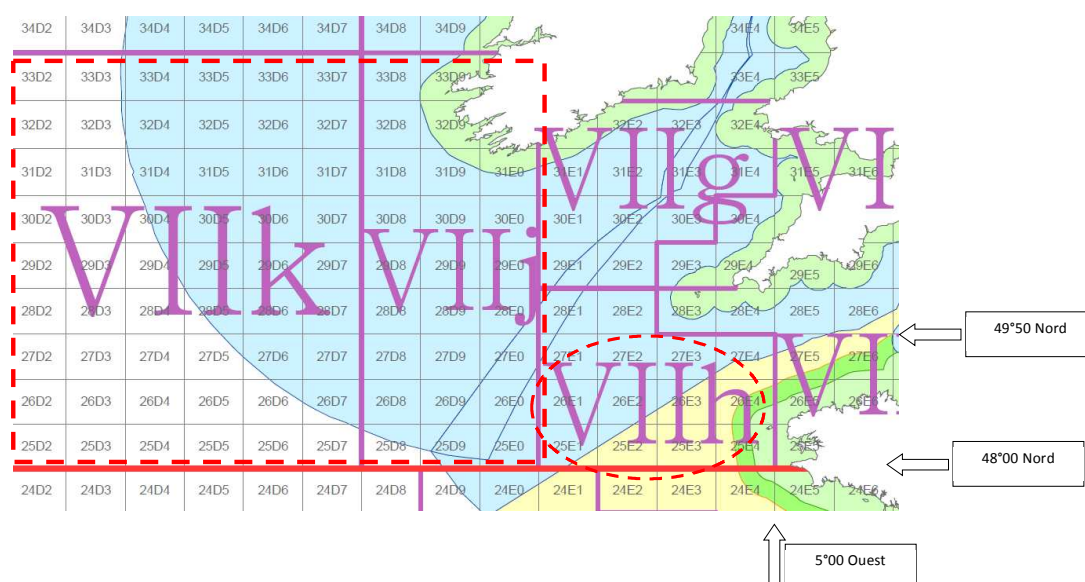 34D2 34D3 34D4 34D5 34D6 34D7 34D8 34D9 34E4 34E5
33D2 33D3 33D4 33D5 33D6 33D7 33D8 33D9 33E4 33E5
32D2 32D3 32D4 32D5 32D6 32D7 32D8 32D9 32E2 32E3 32E4
31D2 31D3 31D4 31D5 31D6 31D7 31D8 31D9 31E0 31E1 31E2 31E3 31E4 31E5 31E6
VIIg VI
30D2 30D3 30D4 30D5 30D6 30D7 30D8 30D9 30E0 30E1 30E2 30E3 30E4
VIIk VIIj
29D2 29D3 29D4 29D5 29D6 29D7 29D8 29D9 29E0 29E1 29E2 29E3 29E4 29E5 29E6
28D2 28D3 28D4 28D5 28D6 28D7 28D8 28D9 28E0 28E1 28E2 28E3 28E4 28E5 28E6
49°50 Nord
27D2 27D3 27D4 27D5 27D6 27D7 27D8 27D9 27E0 27E1 27E2 27E3 27E4 27E5 27E6
VIIh VI
26D2 26D3 26D4 26D5 26D6 26D7 26D8 26D9 26E0 26E1 26E2 26E3 26E4 26E5 26E6
25D2 25D3 25D4 25D5 25D6 25D7 25D8 25D9 25E0 25E1 25E2 25E3 25E4 25E5
48°00 Nord
24D2 24D3 24D4 24D5 24D6 24D7 24D8 24D9 24E0 24E1 24E2 24E3 24E4 24E5 24E6
5°00 Ouest